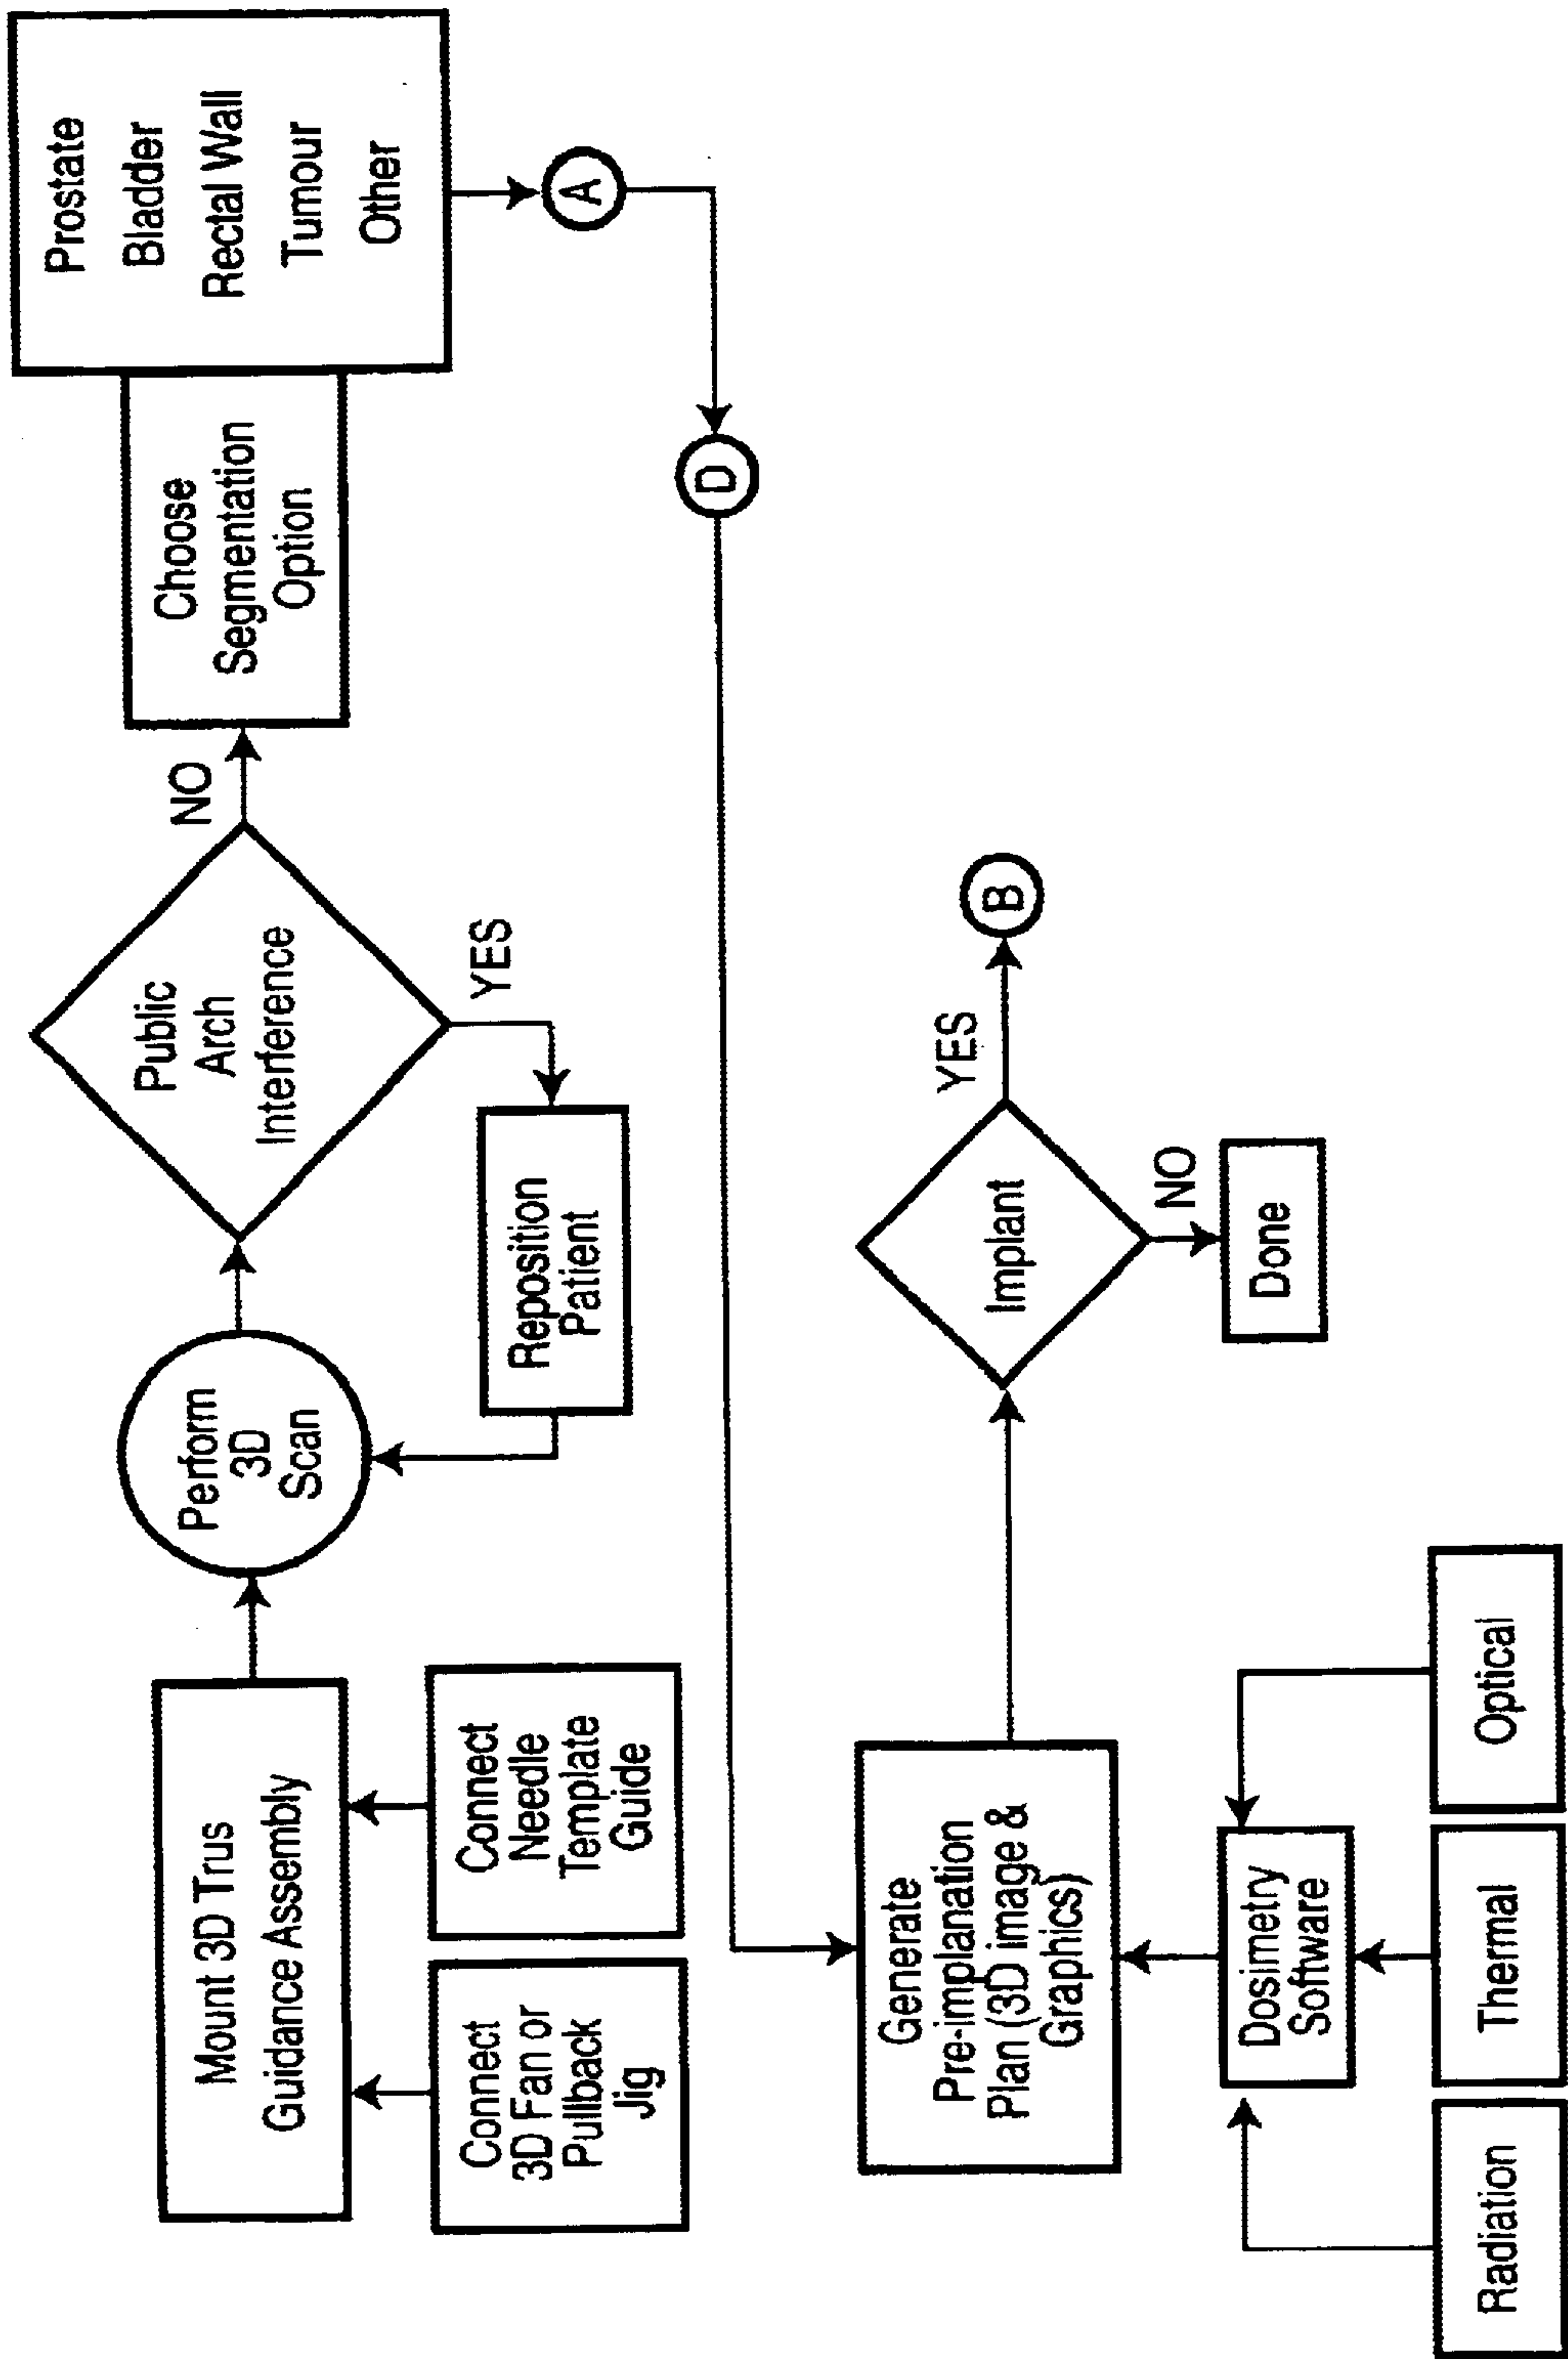 Mount 3D Trus
Guidance Assembly
Connect
3D Fan or
Pullback
Jig
Connect
Needle
Template
Guide
Perform
3D
Scan
Reposition
Patient
Public
Arch
Interference
YES
NO
Choose
Segmentation
Option
Prostate
Bladder
Rectal Wall
Tumour
Other
A
D
Generate
Pre-implanation
Plan (3D image &
Graphics)
Dosimetry
Software
Radiation
Thermal
Optical
Implant
YES
B
NO
Done